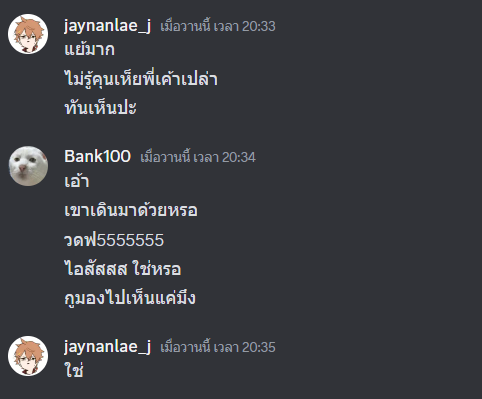 jaynanlae_j เมื่อวานนี้ เวลา 20:33
แย้มาก
ไม่รู้คุนเหี้ยพี่เค้าเปล่า
ทันเห็นปะ
Bank100 เมื่อวานนี้ เวลา 20:34
เอ้า
เขาเดินมาด้วยหรอ
วดฟ5555555
ไอสัสสส ใช่หรอ
กูมองไปเห็นแค่มึง
jaynanlae_j เมื่อวานนี้ เวลา 20:35
ใช่